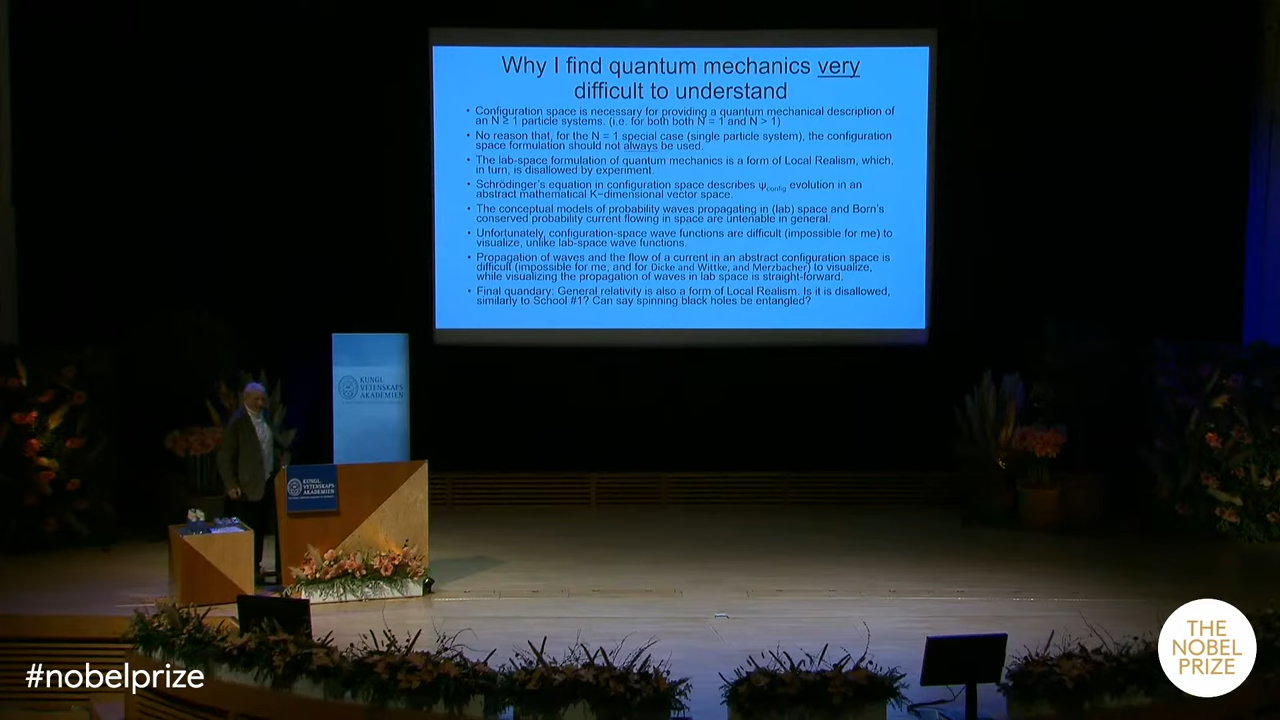 Why I find quantum mechanics very
difficult to understand
• Configuration space is necessary for providing a quantum mechanical description of
an N ≥ 1 particle systems. (i.e. for both both N = 1 and N > 1)
• No reason that, for the N = 1 special case (single particle system), the configuration
space formulation should not always be used.
• The lab-space formulation of quantum mechanics is a form of Local Realism, which,
in turn, is disallowed by experiment.
• Schrödinger's equation in configuration space describes ψconfig evolution in an
abstract mathematical K–dimensional vector space.
• The conceptual models of probability waves propagating in (lab) space and Born's
conserved probability current flowing in space are untenable in general.
• Unfortunately, configuration-space wave functions are difficult (impossible for me) to
visualize, unlike lab-space wave functions.
• Propagation of waves and the flow of a current in an abstract configuration space is
difficult (impossible for me, and for Dicke and Wittke, and Merzbacher) to visualize,
while visualizing the propagation of waves in lab space is straight-forward.
• Final quandary: General relativity is also a form of Local Realism. Is it is disallowed,
similarly to School #1? Can say spinning black holes be entangled?
KUNGL.
VETENSKAPS
AKADEMIEN
KUNGL.
VETENSKAPS
AKADEMIEN
#nobelprize
THE
NOBEL
PRIZE